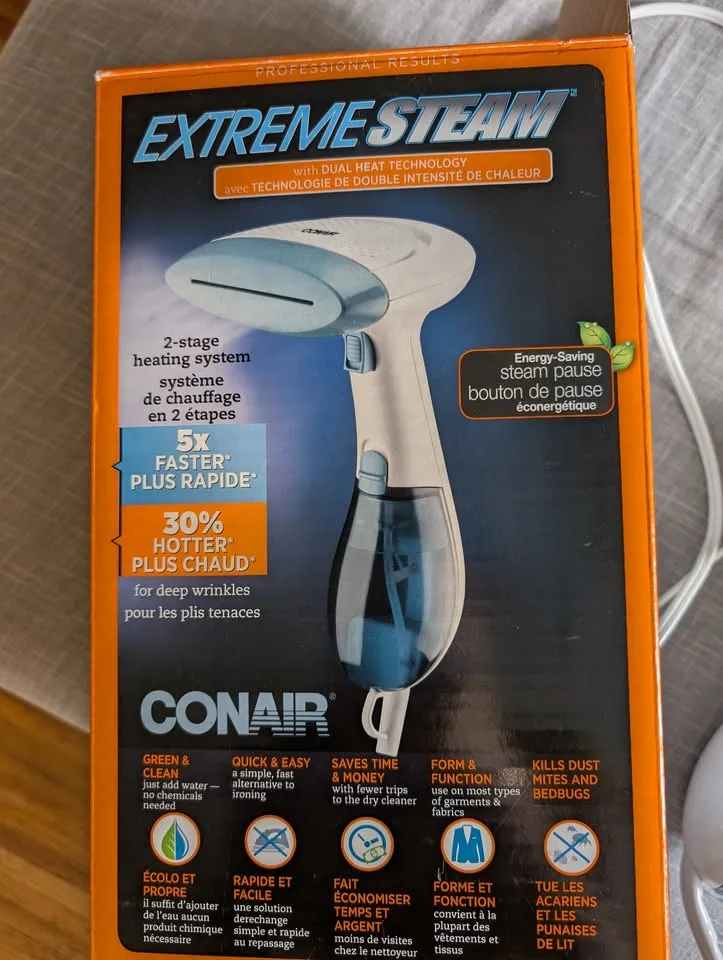 PROFESSIONAL RESULTS
EXTREME STEAM™
with DUAL HEAT TECHNOLOGY
avec TECHNOLOGIE DE DOUBLE INTENSITÉ DE CHALEUR
CONAIR
2-stage
heating system
système
de chauffage
en 2 étapes
Energy-Saving
steam pause
bouton de pause
éconergétique
5x
FASTER*
PLUS RAPIDE*
30%
HOTTER*
PLUS CHAUD*
for deep wrinkles
pour les plis tenaces
CONAIR®
GREEN &
CLEAN
just add water —
no chemicals
needed
QUICK & EASY
a simple, fast
alternative to
ironing
SAVES TIME
& MONEY
with fewer trips
to the dry cleaner
FORM &
FUNCTION
use on most types
of garments &
fabrics
KILLS DUST
MITES AND
BEDBUGS
ÉCOLO ET
PROPRE
il suffit d'ajouter
de l'eau aucun
produit chimique
nécessaire
RAPIDE ET
FACILE
une solution
derechange
simple et rapide
au repassage
FAIT
ÉCONOMISER
TEMPS ET
ARGENT
moins de visites
chez le nettoyeur
FORME ET
FONCTION
convient à la
plupart des
vêtements et
tissus
TUE LES
ACARIENS
ET LES
PUNAISES
DE LIT